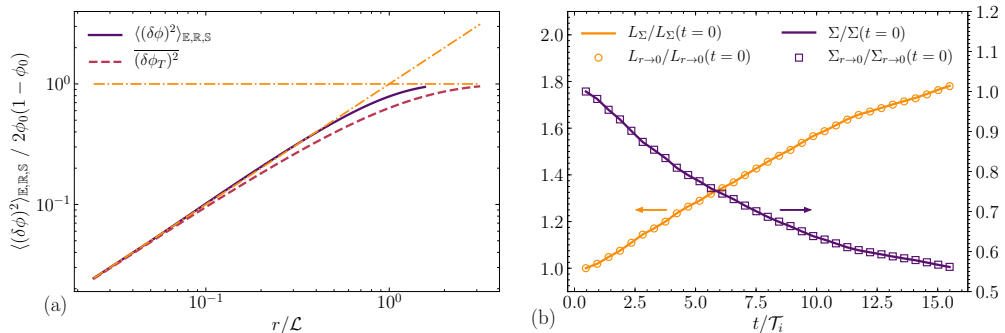 ⟨(δϕ)²⟩𝔼,ℝ,𝕊 / 2ϕ₀(1 − ϕ₀)
10¹
10⁰
10⁻¹
⟨(δϕ)²⟩𝔼,ℝ,𝕊
(δϕ_T)²
10⁻¹
10⁰
r/ℒ
(a)
2.0
1.8
1.6
1.4
1.2
1.0
L_Σ/L_Σ(t = 0)
L_{r→0}/L_{r→0}(t = 0)
Σ/Σ(t = 0)
Σ_{r→0}/Σ_{r→0}(t = 0)
1.2
1.1
1.0
0.9
0.8
0.7
0.6
0.5
0.0 2.5 5.0 7.5 10.0 12.5 15.0
t/𝒯ᵢ
(b)